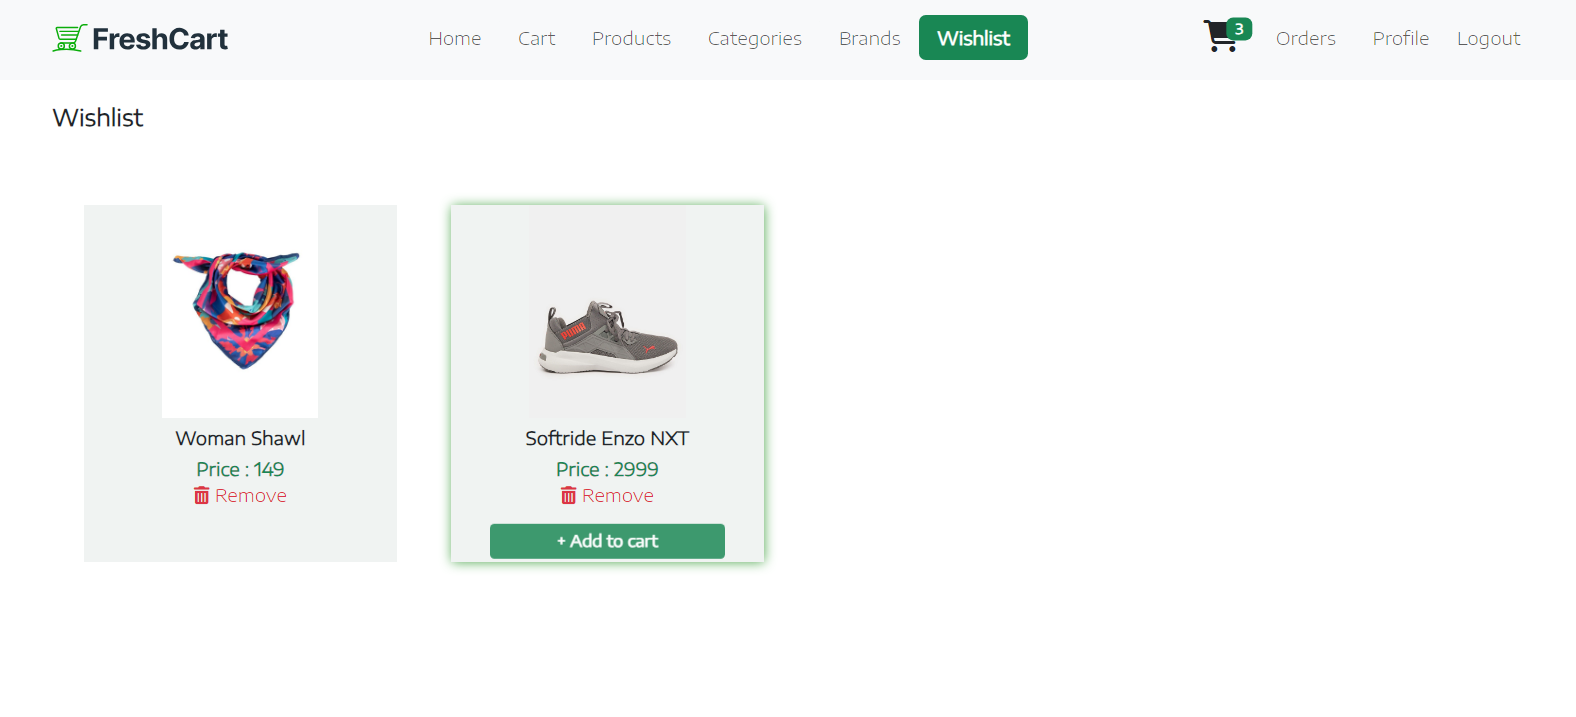 FreshCart Home Cart Products Categories Brands Wishlist 3 Orders Profile Logout
Wishlist
PUMA
Woman Shawl
Price : 149
Remove
Softride Enzo NXT
Price : 2999
Remove
+ Add to cart